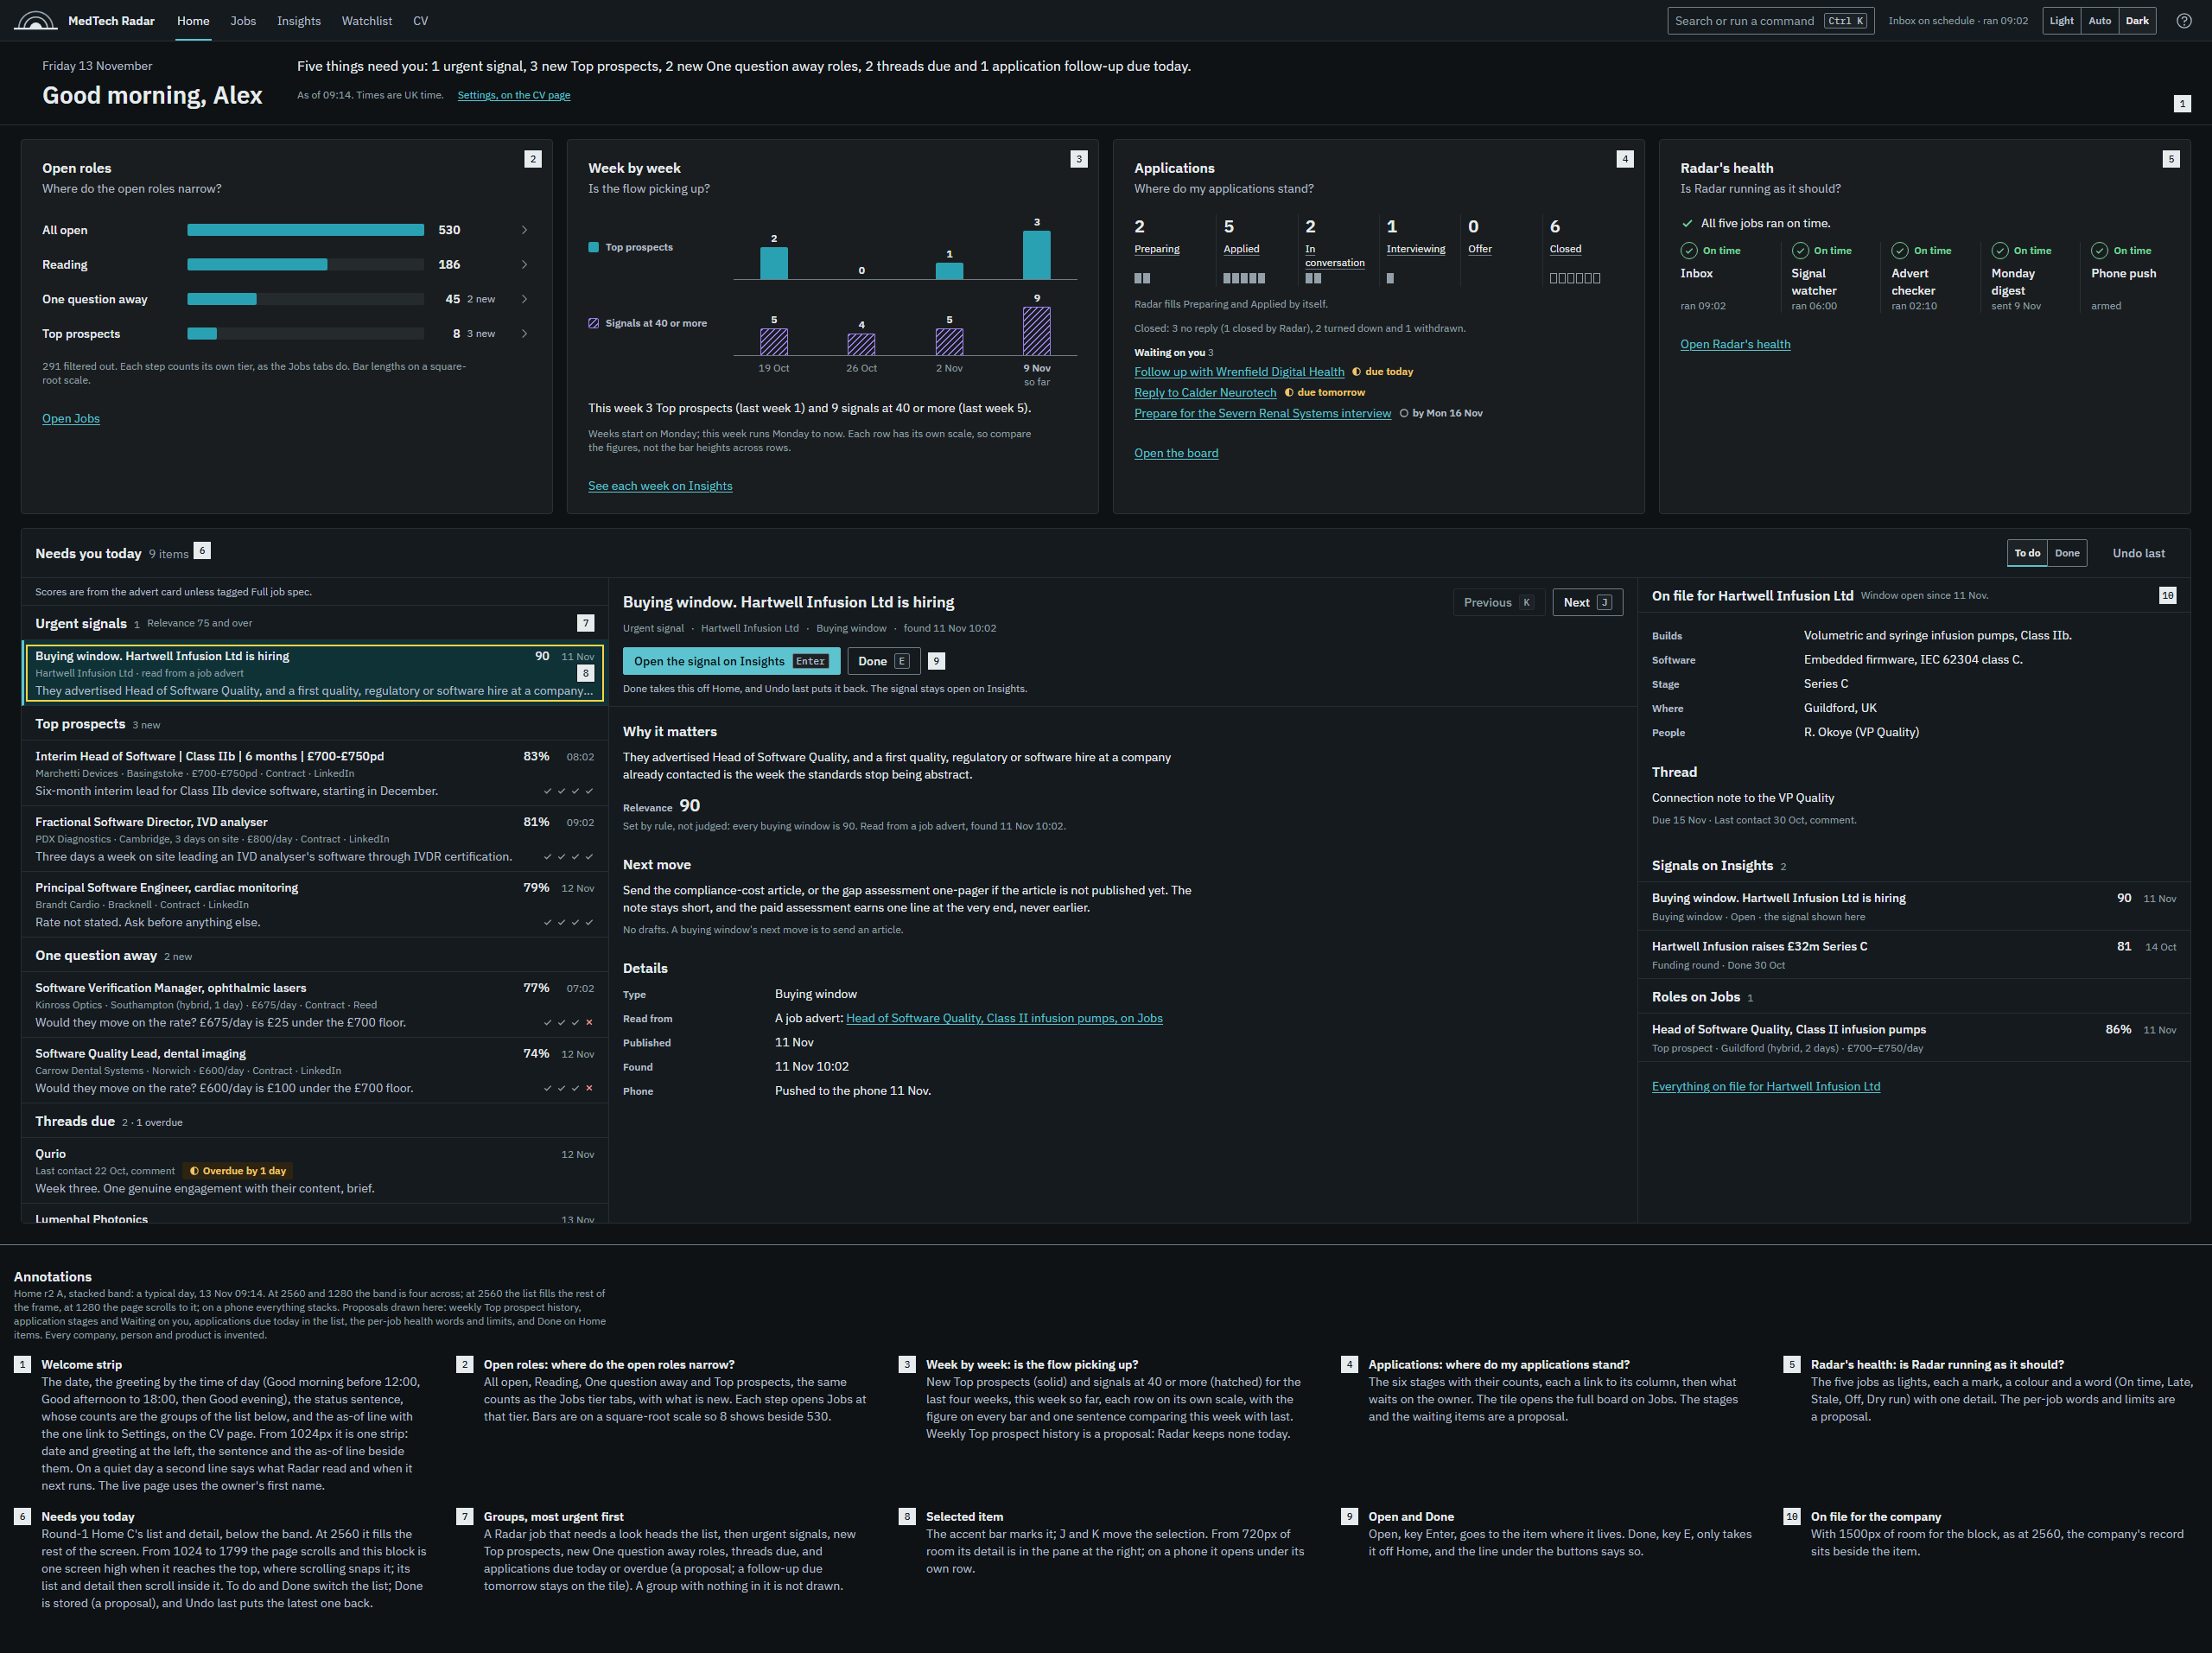 MedTech Radar
Home
Jobs
Insights
Watchlist
CV
Search or run a command Ctrl K
Inbox on schedule · ran 09:02
Light
Auto
Dark
Friday 13 November
Good morning, Alex
Five things need you: 1 urgent signal, 3 new Top prospects, 2 new One question away roles, 2 threads due and 1 application follow-up due today.
As of 09:14. Times are UK time. Settings, on the CV page
1
Open roles
2
Where do the open roles narrow?
All open 530
Reading 186
One question away 45 2 new
Top prospects 8 3 new
291 filtered out. Each step counts its own tier, as the Jobs tabs do. Bar lengths on a square-
root scale.
Open Jobs
Week by week
3
Is the flow picking up?
Top prospects
2
0
1
3
Signals at 40 or more
5
4
5
9
19 Oct
26 Oct
2 Nov
9 Nov
so far
This week 3 Top prospects (last week 1) and 9 signals at 40 or more (last week 5).
Weeks start on Monday; this week runs Monday to now. Each row has its own scale, so compare
the figures, not the bar heights across rows.
See each week on Insights
Applications
4
Where do my applications stand?
2
Preparing
5
Applied
2
In
conversation
1
Interviewing
0
Offer
6
Closed
Radar fills Preparing and Applied by itself.
Closed: 3 no reply (1 closed by Radar), 2 turned down and 1 withdrawn.
Waiting on you 3
Follow up with Wrenfield Digital Health due today
Reply to Calder Neurotech due tomorrow
Prepare for the Severn Renal Systems interview by Mon 16 Nov
Open the board
Radar's health
5
Is Radar running as it should?
All five jobs ran on time.
On time
Inbox
ran 09:02
On time
Signal
watcher
ran 06:00
On time
Advert
checker
ran 02:10
On time
Monday
digest
sent 9 Nov
On time
Phone push
armed
Open Radar's health
Needs you today 9 items 6
To do
Done
Undo last
Scores are from the advert card unless tagged Full job spec.
Urgent signals 1 Relevance 75 and over 7
Buying window. Hartwell Infusion Ltd is hiring 90 11 Nov
Hartwell Infusion Ltd · read from a job advert 8
They advertised Head of Software Quality, and a first quality, regulatory or software hire at a company...
Top prospects 3 new
Interim Head of Software | Class IIb | 6 months | £700-£750pd 83% 08:02
Marchetti Devices · Basingstoke · £700-£750pd · Contract · LinkedIn
Six-month interim lead for Class IIb device software, starting in December.
Fractional Software Director, IVD analyser 81% 09:02
PDX Diagnostics · Cambridge, 3 days on site · £800/day · Contract · LinkedIn
Three days a week on site leading an IVD analyser's software through IVDR certification.
Principal Software Engineer, cardiac monitoring 79% 12 Nov
Brandt Cardio · Bracknell · Contract · LinkedIn
Rate not stated. Ask before anything else.
One question away 2 new
Software Verification Manager, ophthalmic lasers 77% 07:02
Kinross Optics · Southampton (hybrid, 1 day) · £675/day · Contract · Reed
Would they move on the rate? £675/day is £25 under the £700 floor.
Software Quality Lead, dental imaging 74% 12 Nov
Carrow Dental Systems · Norwich · £600/day · Contract · LinkedIn
Would they move on the rate? £600/day is £100 under the £700 floor.
Threads due 2 · 1 overdue
Qurio 12 Nov
Last contact 22 Oct, comment Overdue by 1 day
Week three. One genuine engagement with their content, brief.
Lumenhal Photonics 13 Nov
Buying window. Hartwell Infusion Ltd is hiring
Previous K
Next J
Urgent signal · Hartwell Infusion Ltd · Buying window · found 11 Nov 10:02
Open the signal on Insights Enter
Done E
9
Done takes this off Home, and Undo last puts it back. The signal stays open on Insights.
Why it matters
They advertised Head of Software Quality, and a first quality, regulatory or software hire at a company
already contacted is the week the standards stop being abstract.
Relevance 90
Set by rule, not judged: every buying window is 90. Read from a job advert, found 11 Nov 10:02.
Next move
Send the compliance-cost article, or the gap assessment one-pager if the article is not published yet. The
note stays short, and the paid assessment earns one line at the very end, never earlier.
No drafts. A buying window's next move is to send an article.
Details
Type Buying window
Read from A job advert: Head of Software Quality, Class II infusion pumps, on Jobs
Published 11 Nov
Found 11 Nov 10:02
Phone Pushed to the phone 11 Nov.
On file for Hartwell Infusion Ltd Window open since 11 Nov. 10
Builds Volumetric and syringe infusion pumps, Class IIb.
Software Embedded firmware, IEC 62304 class C.
Stage Series C
Where Guildford, UK
People R. Okoye (VP Quality)
Thread
Connection note to the VP Quality
Due 15 Nov · Last contact 30 Oct, comment.
Signals on Insights 2
Buying window. Hartwell Infusion Ltd is hiring 90 11 Nov
Buying window · Open · the signal shown here
Hartwell Infusion raises £32m Series C 81 14 Oct
Funding round · Done 30 Oct
Roles on Jobs 1
Head of Software Quality, Class II infusion pumps 86% 11 Nov
Top prospect · Guildford (hybrid, 2 days) · £700–£750/day
Everything on file for Hartwell Infusion Ltd
Annotations
Home r2 A, stacked band: a typical day, 13 Nov 09:14. At 2560 and 1280 the band is four across; at 2560 the list fills the rest of
the frame, at 1280 the page scrolls to it; on a phone everything stacks. Proposals drawn here: weekly Top prospect history,
application stages and Waiting on you, applications due today in the list, the per-job health words and limits, and Done on Home
items. Every company, person and product is invented.
1 Welcome strip
The date, the greeting by the time of day (Good morning before 12:00,
Good afternoon to 18:00, then Good evening), the status sentence,
whose counts are the groups of the list below, and the as-of line with
the one link to Settings, on the CV page. From 1024px it is one strip:
date and greeting at the left, the sentence and the as-of line beside
them. On a quiet day a second line says what Radar read and when it
next runs. The live page uses the owner's first name.
2 Open roles: where do the open roles narrow?
All open, Reading, One question away and Top prospects, the same
counts as the Jobs tier tabs, with what is new. Each step opens Jobs at
that tier. Bars are on a square-root scale so 8 shows beside 530.
3 Week by week: is the flow picking up?
New Top prospects (solid) and signals at 40 or more (hatched) for the
last four weeks, this week so far, each row on its own scale, with the
figure on every bar and one sentence comparing this week with last.
Weekly Top prospect history is a proposal: Radar keeps none today.
4 Applications: where do my applications stand?
The six stages with their counts, each a link to its column, then what
waits on the owner. The tile opens the full board on Jobs. The stages
and the waiting items are a proposal.
5 Radar's health: is Radar running as it should?
The five jobs as lights, each a mark, a colour and a word (On time, Late,
Stale, Off, Dry run) with one detail. The per-job words and limits are
a proposal.
6 Needs you today
Round-1 Home C's list and detail, below the band. At 2560 it fills the
rest of the screen. From 1024 to 1799 the page scrolls and this block is
one screen high when it reaches the top, where scrolling snaps it; its
list and detail then scroll inside it. To do and Done switch the list; Done
is stored (a proposal), and Undo last puts the latest one back.
7 Groups, most urgent first
A Radar job that needs a look heads the list, then urgent signals, new
Top prospects, new One question away roles, threads due, and
applications due today or overdue (a proposal; a follow-up due
tomorrow stays on the tile). A group with nothing in it is not drawn.
8 Selected item
The accent bar marks it; J and K move the selection. From 720px of
room its detail is in the pane at the right; on a phone it opens under its
own row.
9 Open and Done
Open, key Enter, goes to the item where it lives. Done, key E, only takes
it off Home, and the line under the buttons says so.
10 On file for the company
With 1500px of room for the block, as at 2560, the company's record
sits beside the item.